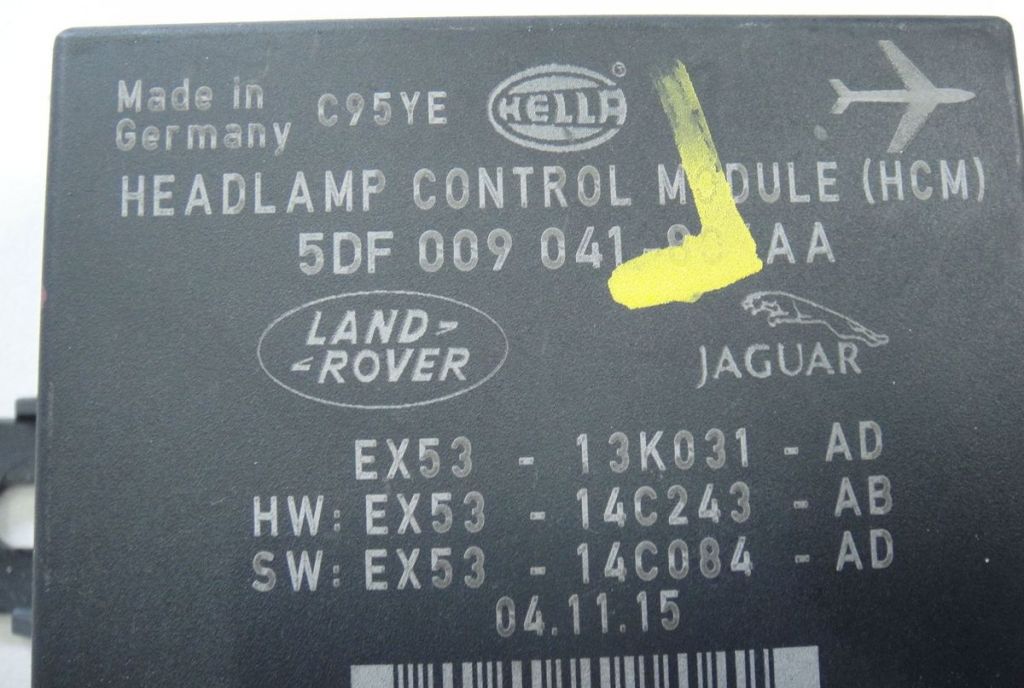 Made in
Germany
C95YE
HELLA®
HEADLAMP CONTROL MODULE (HCM)
5DF 009 041 AA
LAND
ROVER
JAGUAR
EX53 - 13K031 - AD
HW: EX53 - 14C243 - AB
SW: EX53 - 14C084 - AD
04.11.15